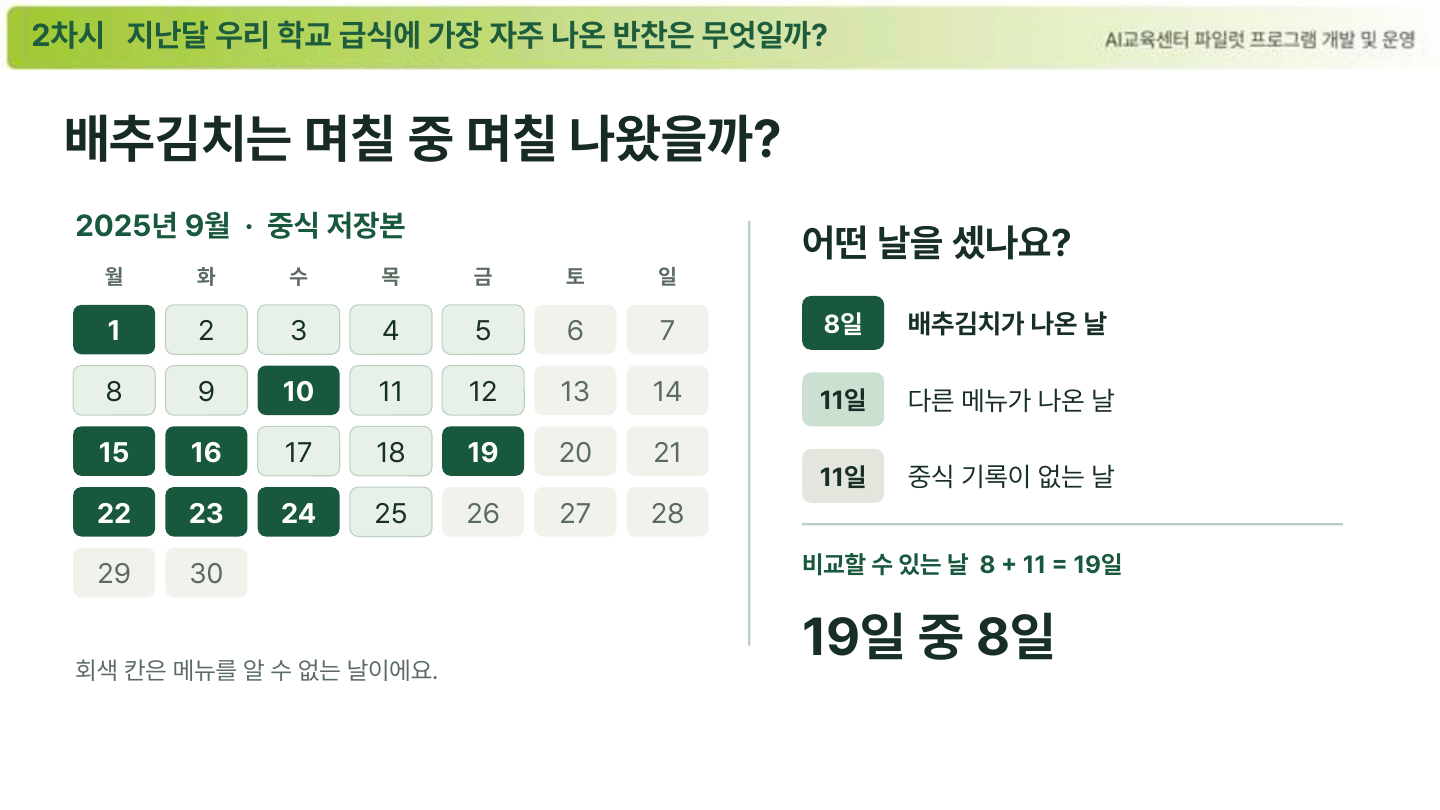 2차시 지난달 우리 학교 급식에 가장 자주 나온 반찬은 무엇일까?
AI교육센터 파일럿 프로그램 개발 및 운영
배추김치는 며칠 중 며칠 나왔을까?
2025년 9월 · 중식 저장본
월 화 수 목 금 토 일
1 2 3 4 5 6 7
8 9 10 11 12 13 14
15 16 17 18 19 20 21
22 23 24 25 26 27 28
29 30
회색 칸은 메뉴를 알 수 없는 날이에요.
어떤 날을 셌나요?
8일 배추김치가 나온 날
11일 다른 메뉴가 나온 날
11일 중식 기록이 없는 날
비교할 수 있는 날 8 + 11 = 19일
19일 중 8일